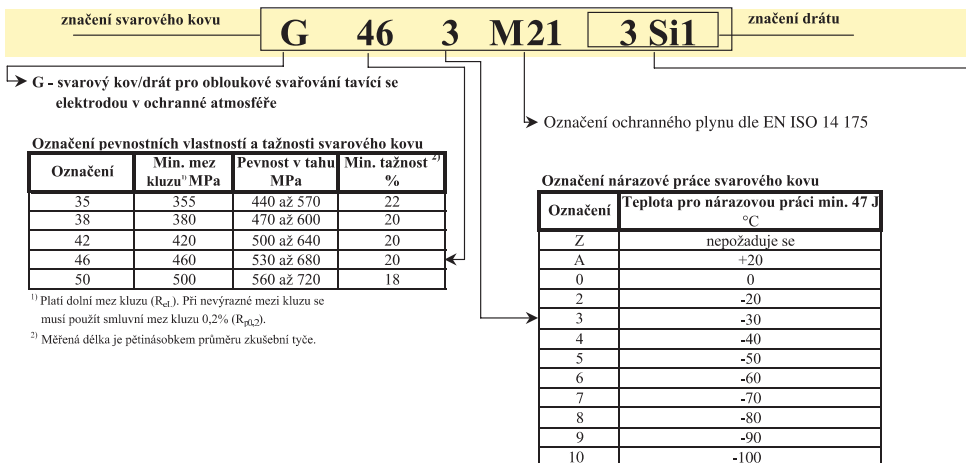 značení svarového kovu G 46 3 M21 3 Si1 značení drátu
G - svarový kov/drát pro obloukové svařování tavící se
elektrodou v ochranné atmosféře
Označení ochranného plynu dle EN ISO 14 175
Označení pevnostních vlastností a tažnosti svarového kovu
Označení Min. mez kluzu¹⁾ MPa Pevnost v tahu MPa Min. tažnost ²⁾ %
35 355 440 až 570 22
38 380 470 až 600 20
42 420 500 až 640 20
46 460 530 až 680 20
50 500 560 až 720 18
¹⁾ Platí dolní mez kluzu (ReL). Při nevýrazné mezi kluzu se
musí použít smluvní mez kluzu 0,2% (Rp0,2).
²⁾ Měřená délka je pětinásobkem průměru zkušební tyče.
Označení nárazové práce svarového kovu
Označení Teplota pro nárazovou práci min. 47 J °C
Z nepožaduje se
A +20
0 0
2 -20
3 -30
4 -40
5 -50
6 -60
7 -70
8 -80
9 -90
10 -100